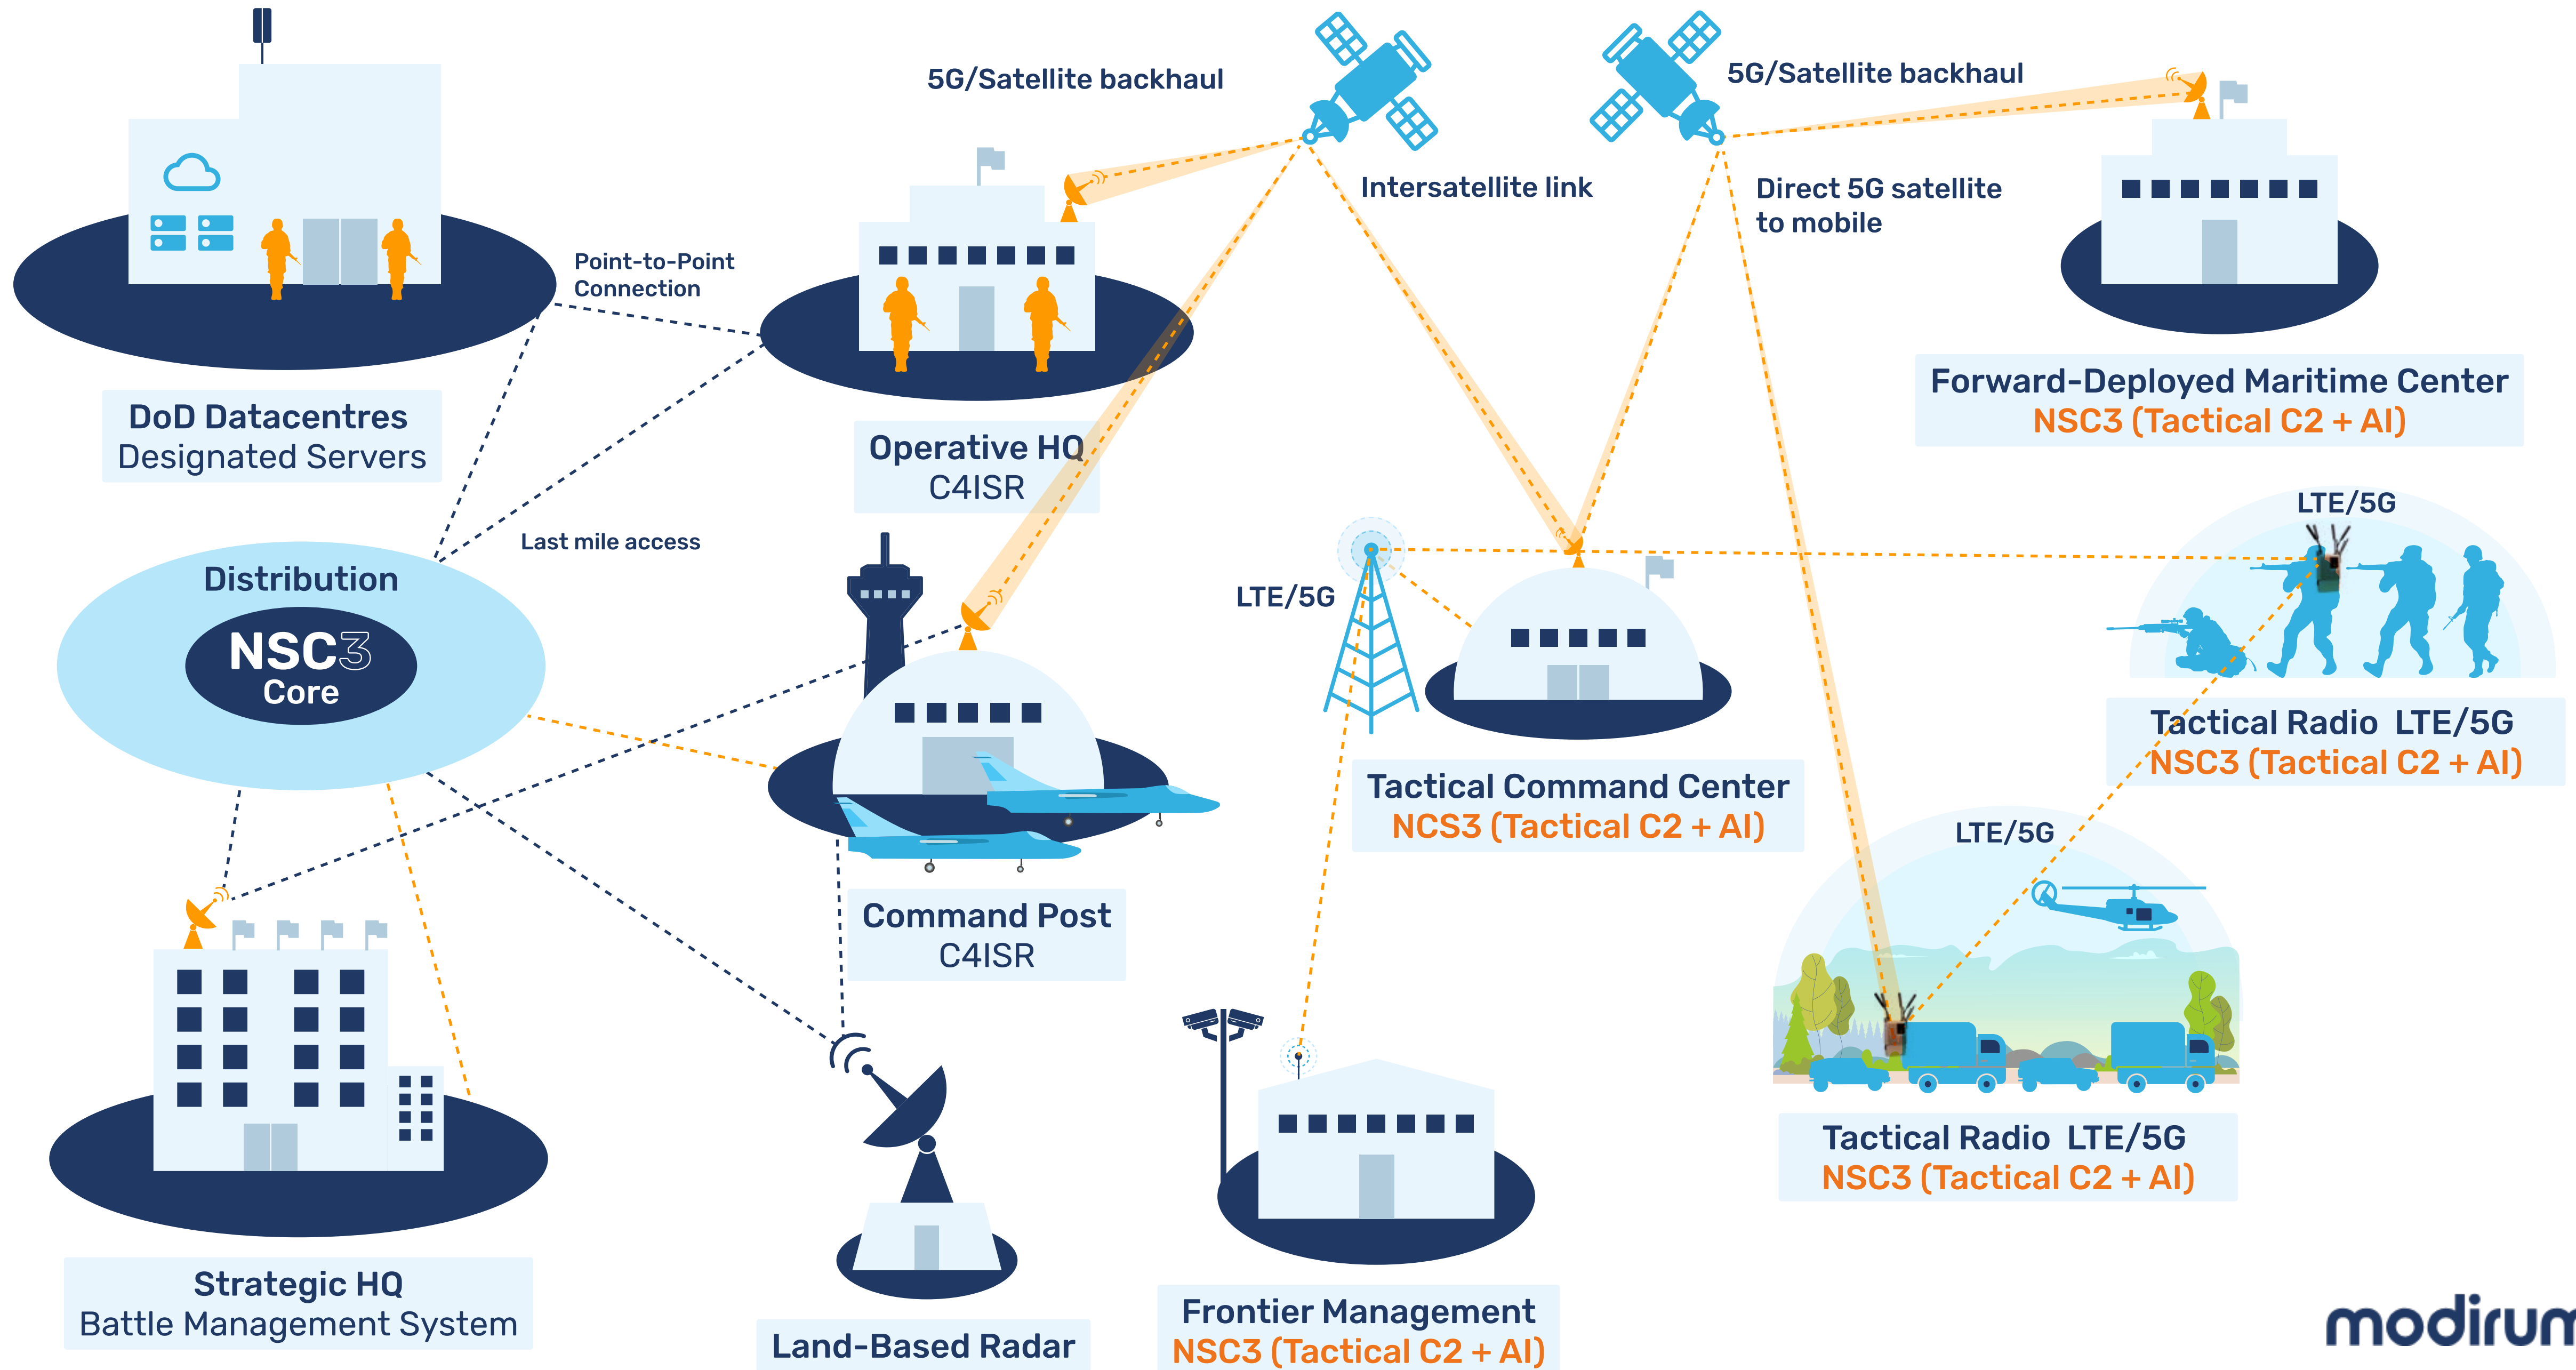 5G/Satellite backhaul
5G/Satellite backhaul
Intersatellite link
Direct 5G satellite
to mobile
Point-to-Point
Connection
DoD Datacentres
Designated Servers
Operative HQ
C4ISR
Forward-Deployed Maritime Center
NSC3 (Tactical C2 + AI)
Last mile access
Distribution
NSC3
Core
LTE/5G
LTE/5G
Tactical Radio LTE/5G
NSC3 (Tactical C2 + AI)
Tactical Command Center
NCS3 (Tactical C2 + AI)
LTE/5G
Command Post
C4ISR
Tactical Radio LTE/5G
NSC3 (Tactical C2 + AI)
Strategic HQ
Battle Management System
Land-Based Radar
Frontier Management
NSC3 (Tactical C2 + AI)
modirum